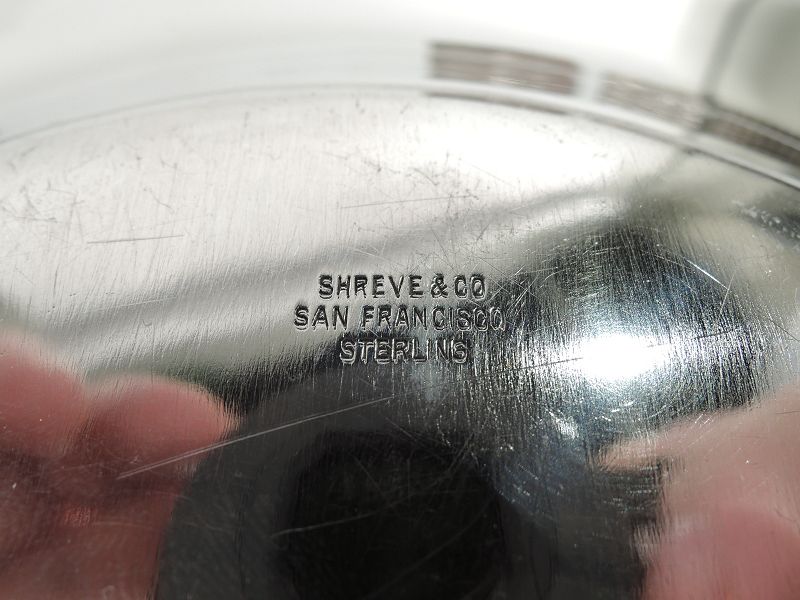 SHREVE & CO
SAN FRANCISCO
STERLING